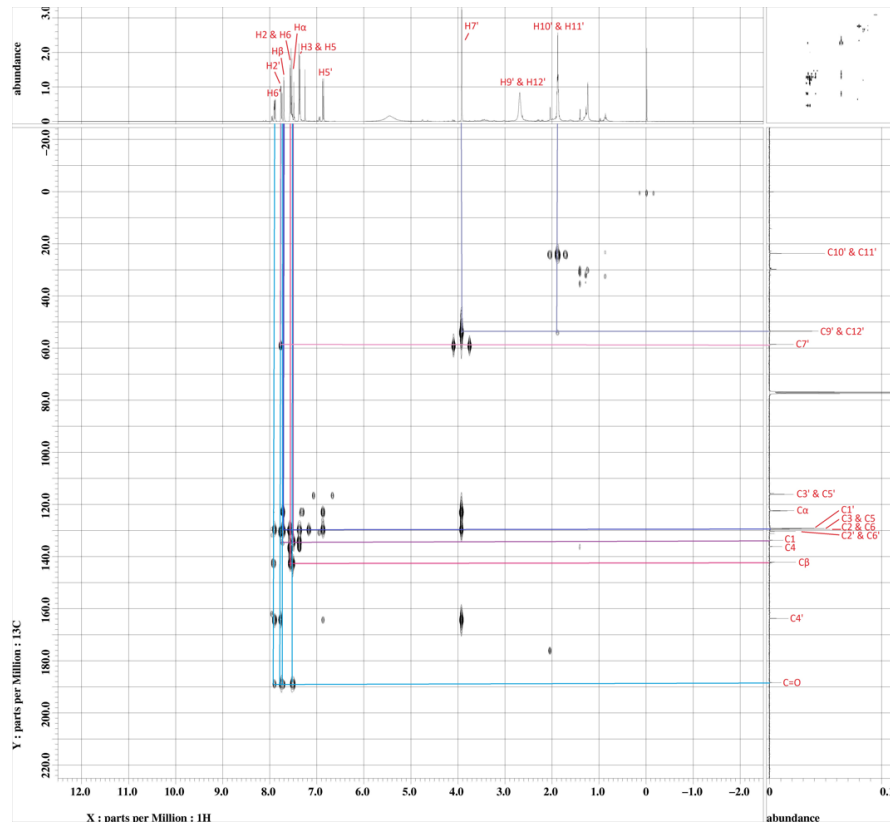 abundance
3.0
2.0
1.0
0
H6'
H2'
Hβ
H2 & H6
Hα
H3 & H5
H5'
H7'
H9' & H12'
H10' & H11'
Y : parts per Million : 13C
-20.0
0
20.0
40.0
60.0
80.0
100.0
120.0
140.0
160.0
180.0
200.0
220.0
C10' & C11'
C9' & C12'
C7'
C3' & C5'
Cα
C1'
C3 & C5
C2 & C6
C2' & C6'
C1
C4
Cβ
C4'
C=O
12.0 11.0 10.0 9.0 8.0 7.0 6.0 5.0 4.0 3.0 2.0 1.0 0 -1.0 -2.0 0 0.1
X : parts per Million : 1H
abundance